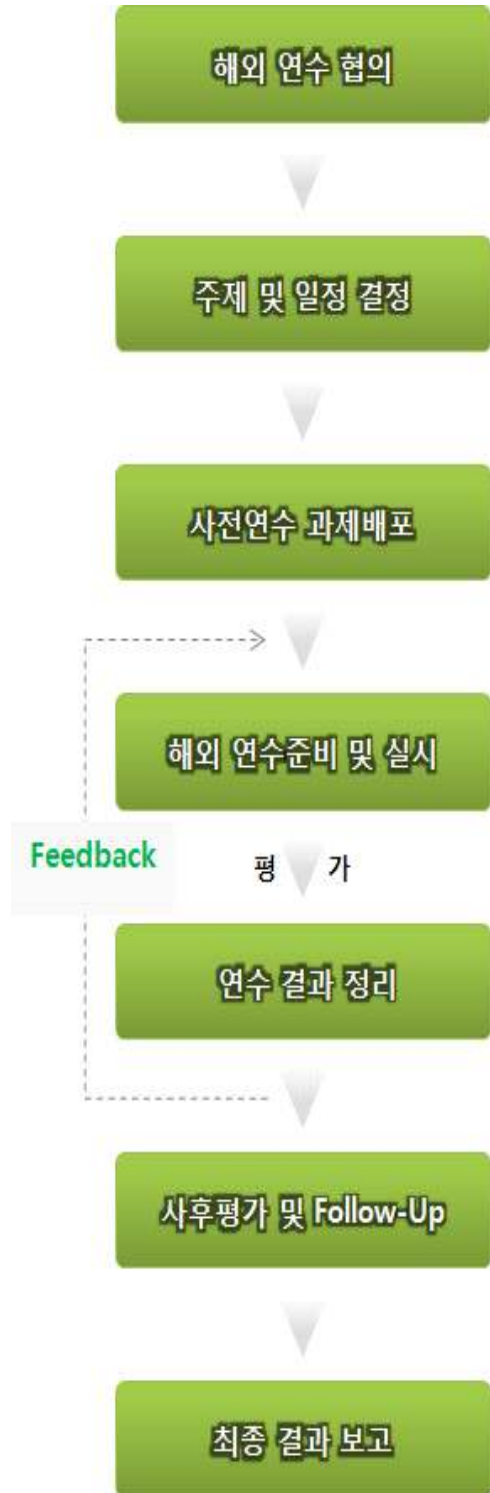 해외 연수 협의
주제 및 일정 결정
사전연수 과제배포
해외 연수준비 및 실시
Feedback
평 가
연수 결과 정리
사후평가 및 Follow-Up
최종 결과 보고